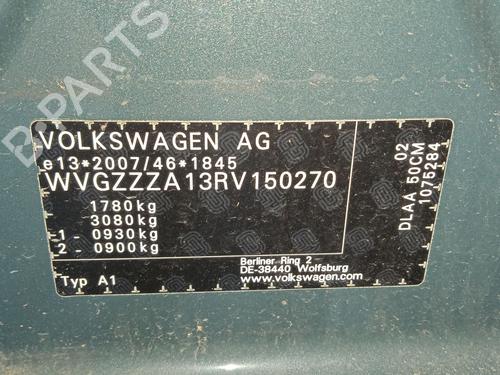 B-PARTS
VOLKSWAGEN AG
e13*2007/46*1845
WVGZZZA13RV150270
1780kg
3080kg
1 - 0930kg
2 - 0900kg
Typ A1
Berliner Ring 2
DE-38440 Wolfsburg
www.volkswagen.com
02
DLAA 50CM
1075284